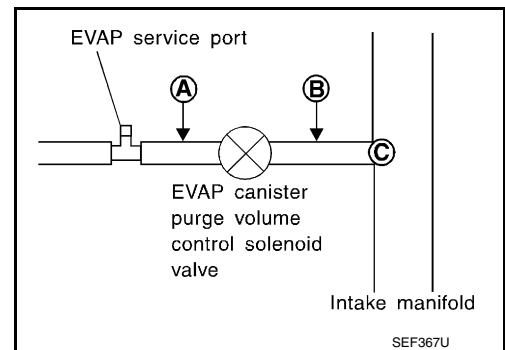 EVAP service port
A
B
C
EVAP canister
purge volume
control solenoid
valve
Intake manifold
SEF367U